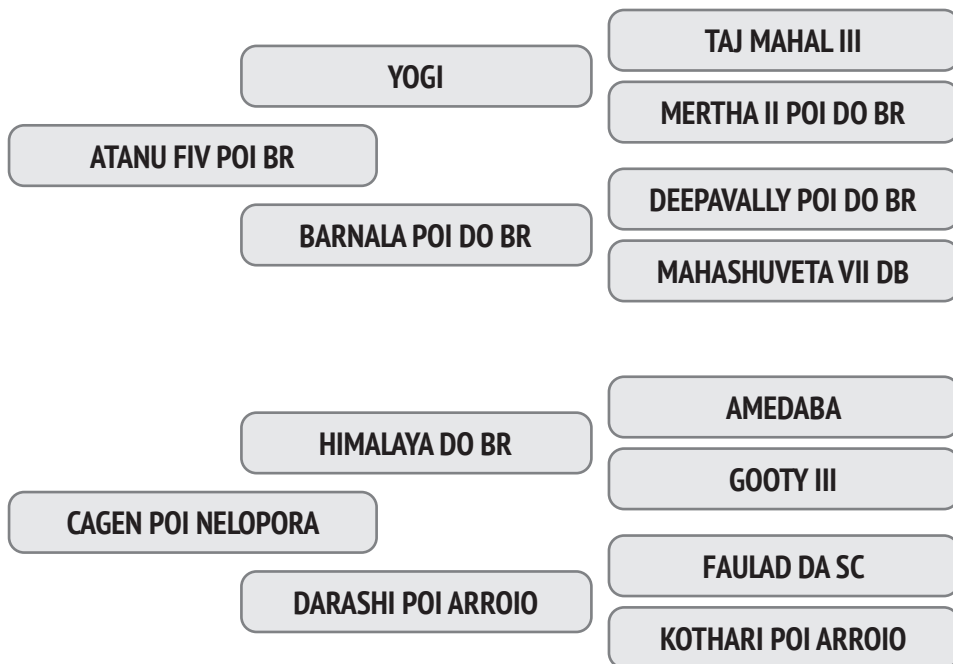 TAJ MAHAL III
YOGI
MERTHA II POI DO BR
ATANU FIV POI BR
DEEPAVALLY POI DO BR
BARNALA POI DO BR
MAHASHUVETA VII DB
AMEDABA
HIMALAYA DO BR
GOOTY III
CAGEN POI NELOPORA
FAULAD DA SC
DARASHI POI ARROIO
KOTHARI POI ARROIO